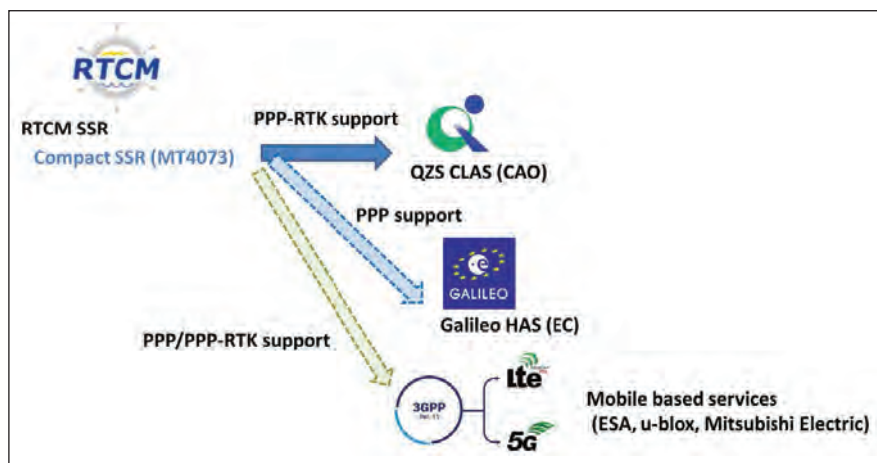 RTCM
RTCM SSR
Compact SSR (MT4073)
PPP-RTK support
QZS CLAS (CAO)
PPP support
GALILEO
Galileo HAS (EC)
PPP/PPP-RTK support
3GPP
Lte
5G
Mobile based services
(ESA, u-blox, Mitsubishi Electric)